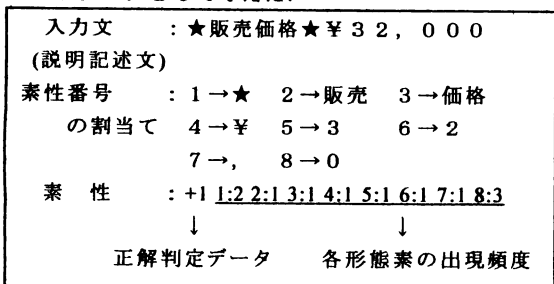 入力文　：★販売価格★￥３２，０００
(説明記述文)
素性番号　：１→★　２→販売　３→価格
の割当て　４→￥　５→３　６→２
７→，　８→０
素　性　：+1 1:2 2:1 3:1 4:1 5:1 6:1 7:1 8:3
↓　↓
正解判定データ　各形態素の出現頻度